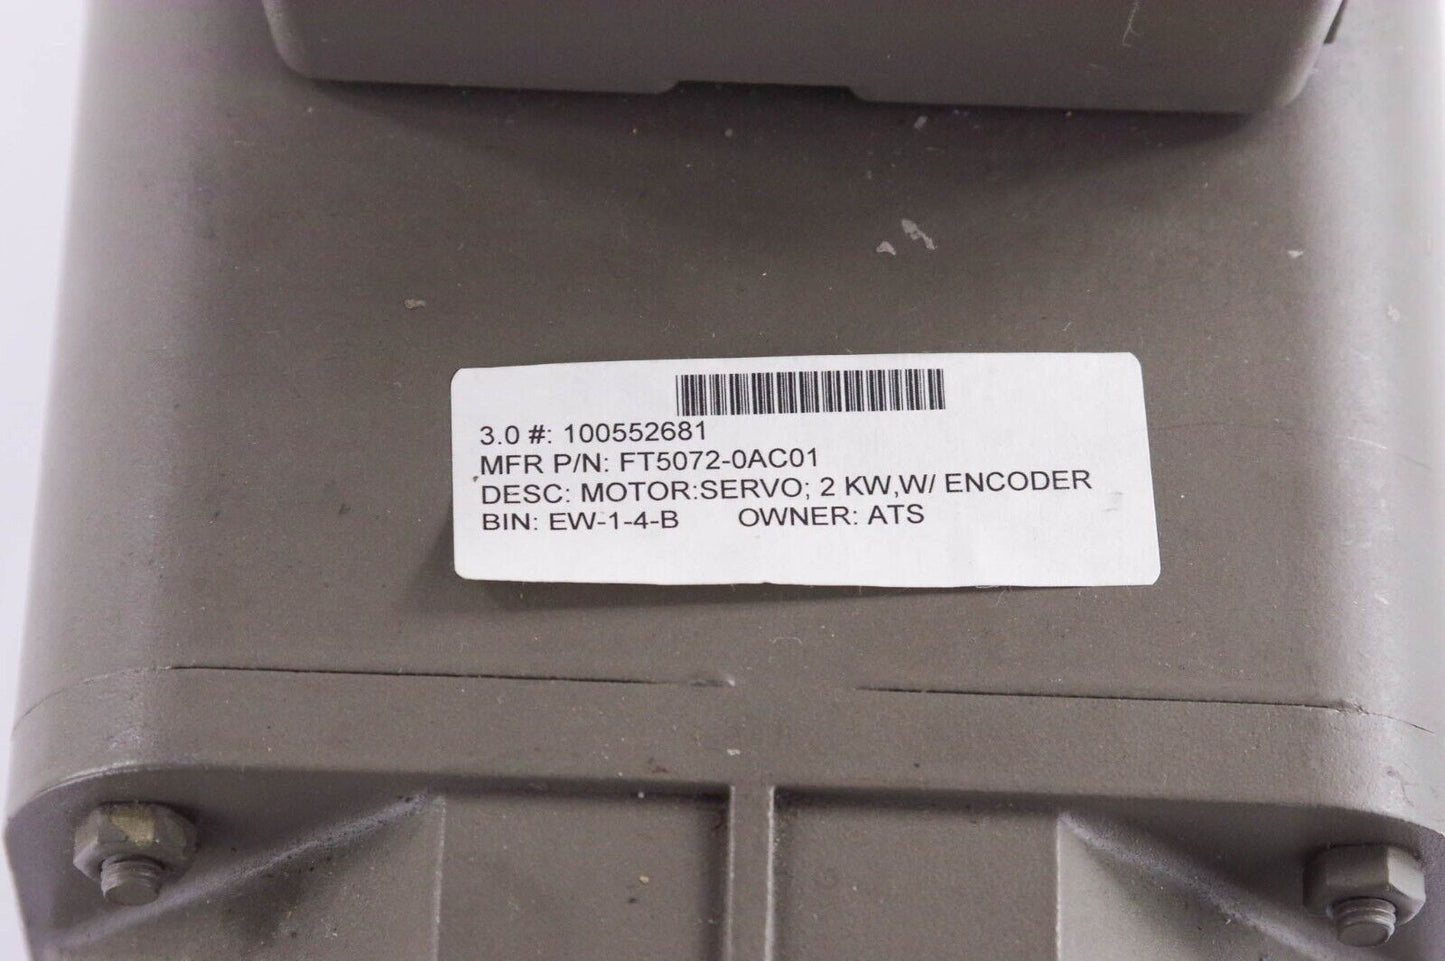 3.0 #: 100552681
MFR P/N: FT5072-0AC01
DESC: MOTOR:SERVO; 2 KW,W/ ENCODER
BIN: EW-1-4-B OWNER: ATS